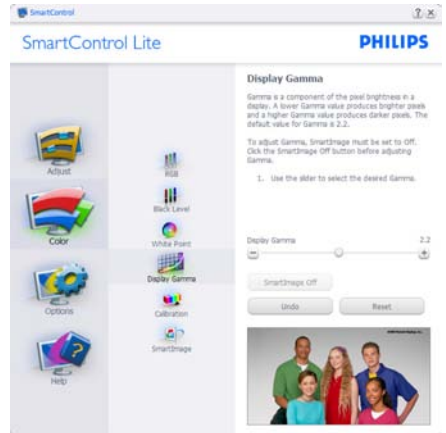 SmartControl
SmartControl Lite
PHILIPS
Adjust
Color
Options
Help
RGB
Black Level
White Point
Display Gamma
Calibration
SmartImage
Display Gamma
Gamma is a component of the pixel brightness in a
display. A lower Gamma value produces brighter pixels
and a higher Gamma value produces darker pixels. The
default value for Gamma is 2.2.
To adjust Gamma, SmartImage must be set to Off.
Click the SmartImage Off button before adjusting
Gamma.
1. Use the slider to select the desired Gamma.
Display Gamma 2.2
SmartImage Off
Undo Reset